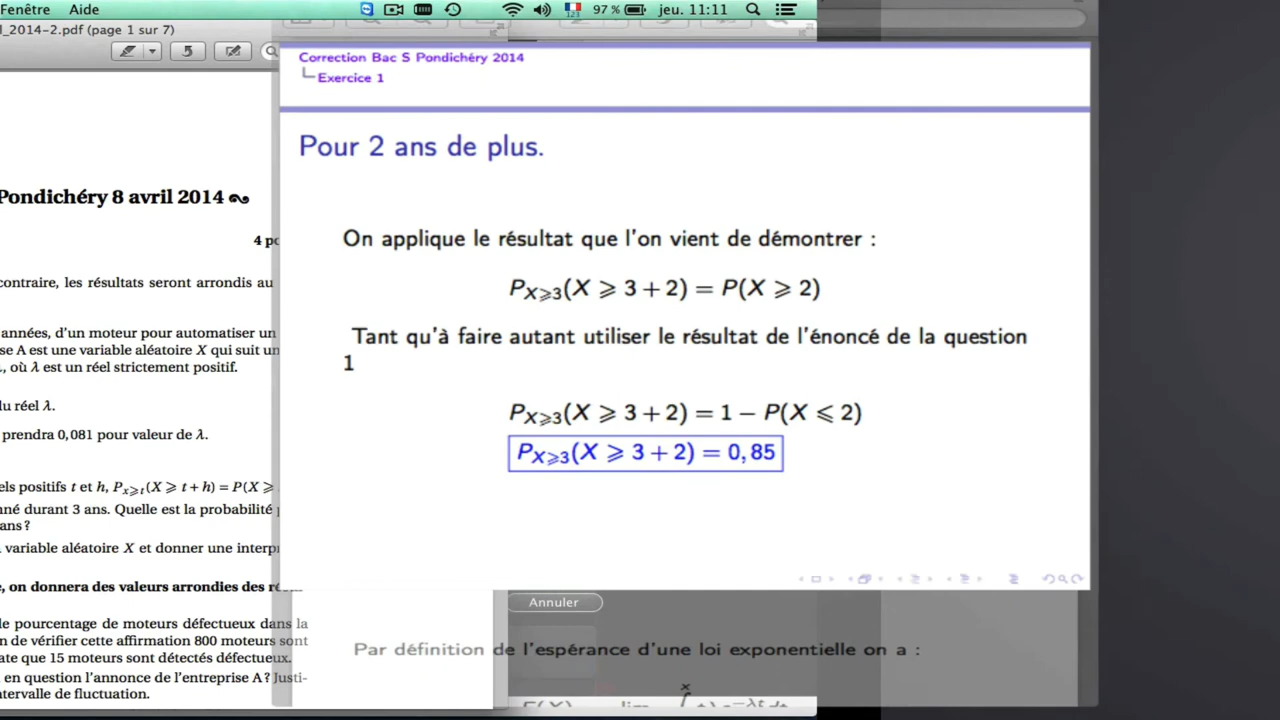 Fenêtre Aide
97 % jeu. 11:11
_2014-2.pdf (page 1 sur 7)
Correction Bac S Pondichéry 2014
Exercice 1
Pour 2 ans de plus.
On applique le résultat que l'on vient de démontrer :
P_{X⩾3}(X ⩾ 3 + 2) = P(X ⩾ 2)
Tant qu'à faire autant utiliser le résultat de l'énoncé de la question
1
P_{X⩾3}(X ⩾ 3 + 2) = 1 − P(X ⩽ 2)
P_{X⩾3}(X ⩾ 3 + 2) = 0, 85
Pondichéry 8 avril 2014
4
contraire, les résultats seront arrondis au
années, d'un moteur pour automatiser un
se A est une variable aléatoire X qui suit un
, où λ est un réel strictement positif.
du réel λ.
prendra 0,081 pour valeur de λ.
els positifs t et h, P_{x⩾t}(X ⩾ t + h) = P(X ⩾
nné durant 3 ans. Quelle est la probabilité
ans ?
variable aléatoire X et donner une interp
, on donnera des valeurs arrondies des
le pourcentage de moteurs défectueux dans la
n de vérifier cette affirmation 800 moteurs sont
ate que 15 moteurs sont détectés défectueux.
en question l'annonce de l'entreprise A ? Justi-
ntervalle de fluctuation.
Annuler
Par définition de l'espérance d'une loi exponentielle on a :